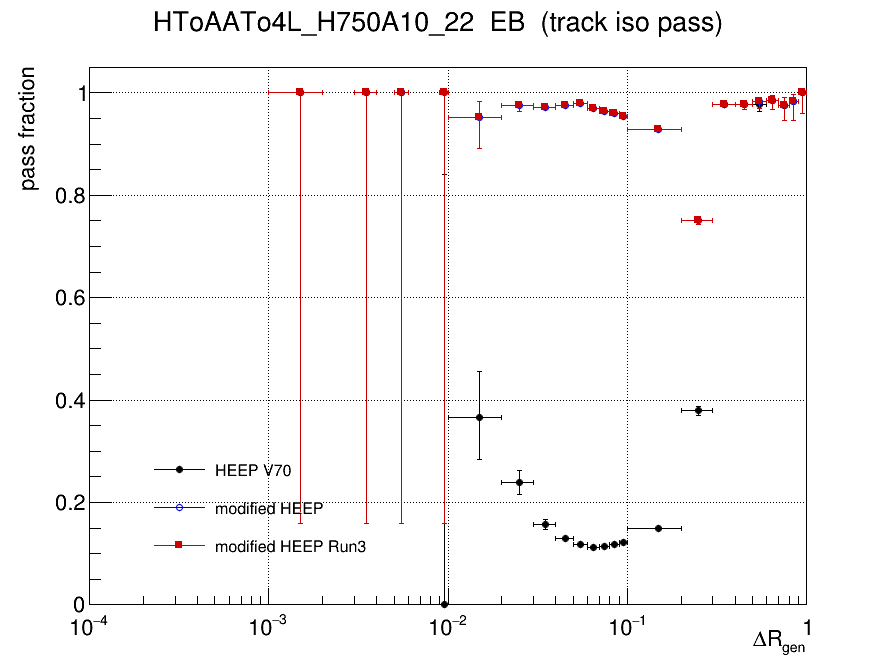 HToAATo4L_H750A10_22 EB (track iso pass)
pass fraction
1
0.8
0.6
0.4
HEEP V70
0.2
modified HEEP
modified HEEP Run3
0
10⁻⁴ 10⁻³ 10⁻² 10⁻¹ 1
ΔR_gen